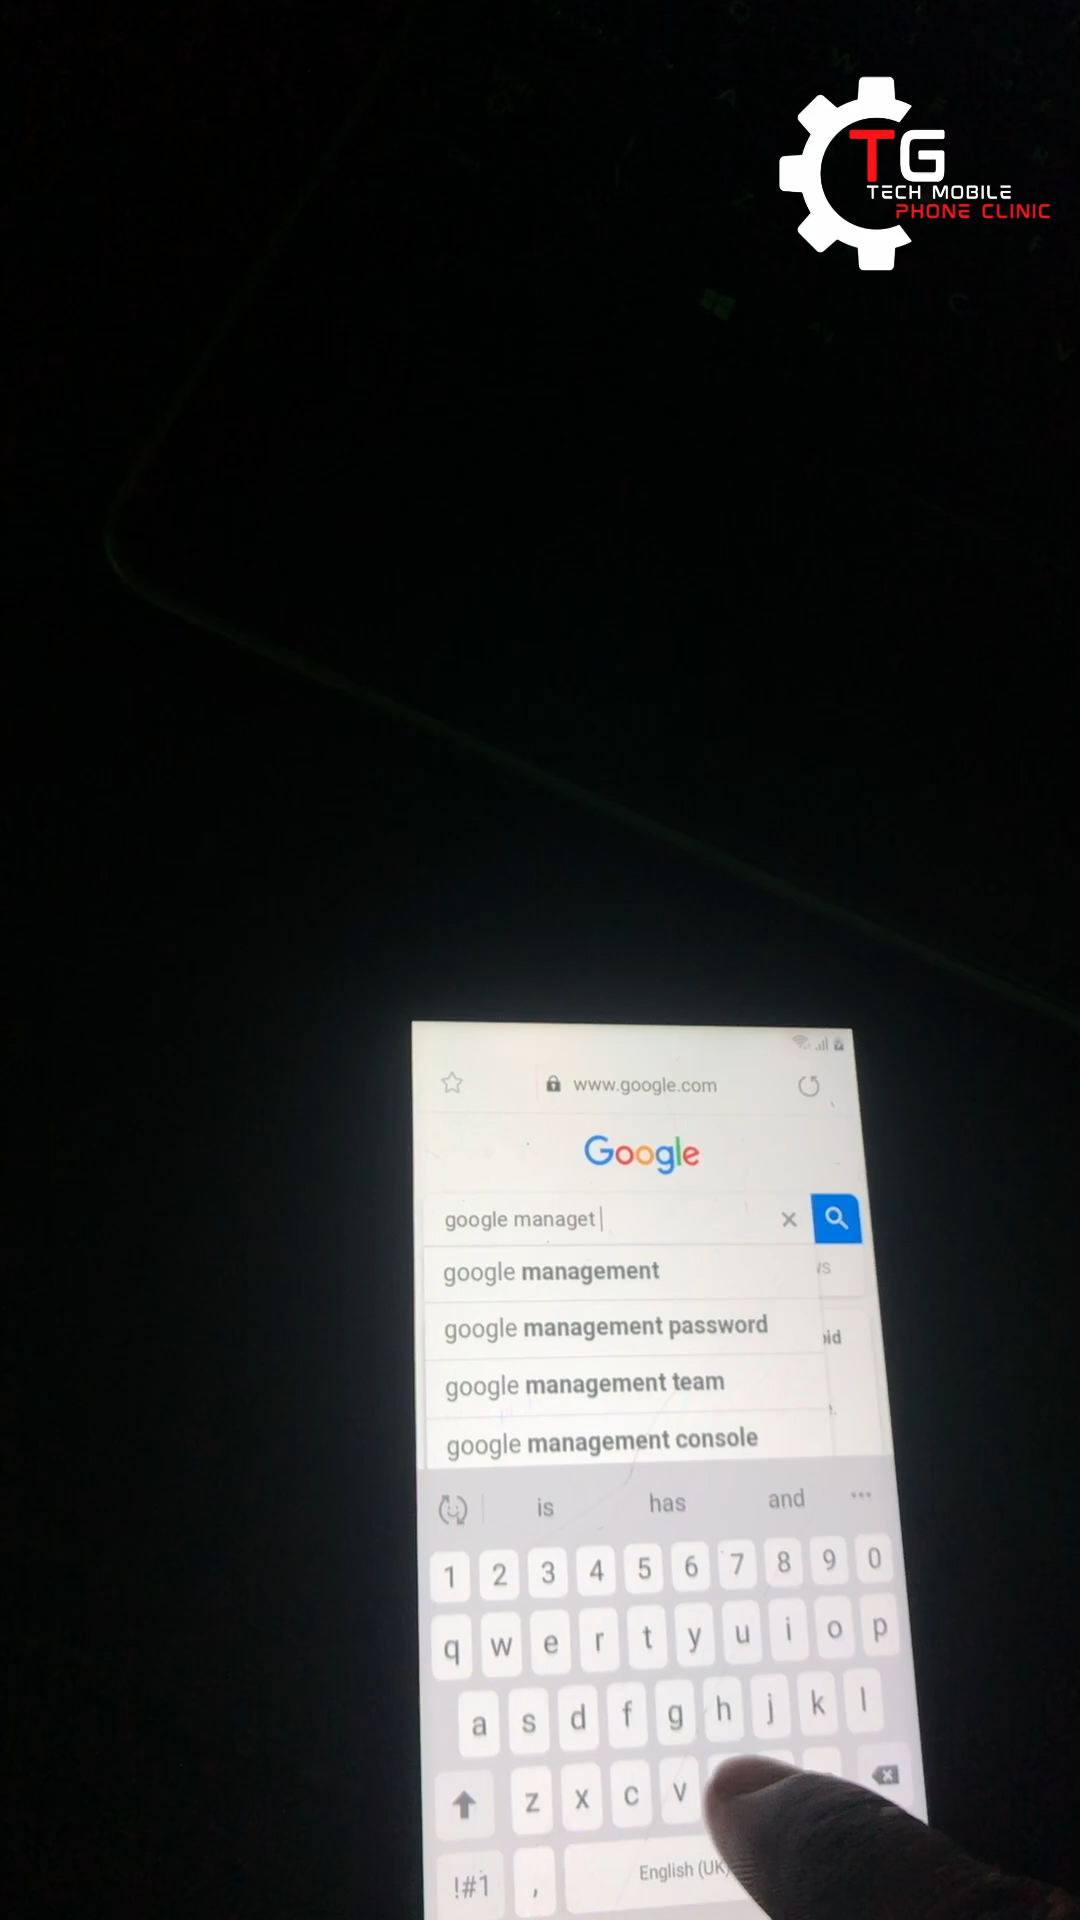 TG
TECH MOBILE
PHONE CLINIC
www.google.com
Google
google managet
google management
google management password
google management team
google management console
is has and
1 2 3 4 5 6 7 8 9 0
q w e r t y u i o p
a s d f g h j k l
z x c v
!#1 , English (UK)